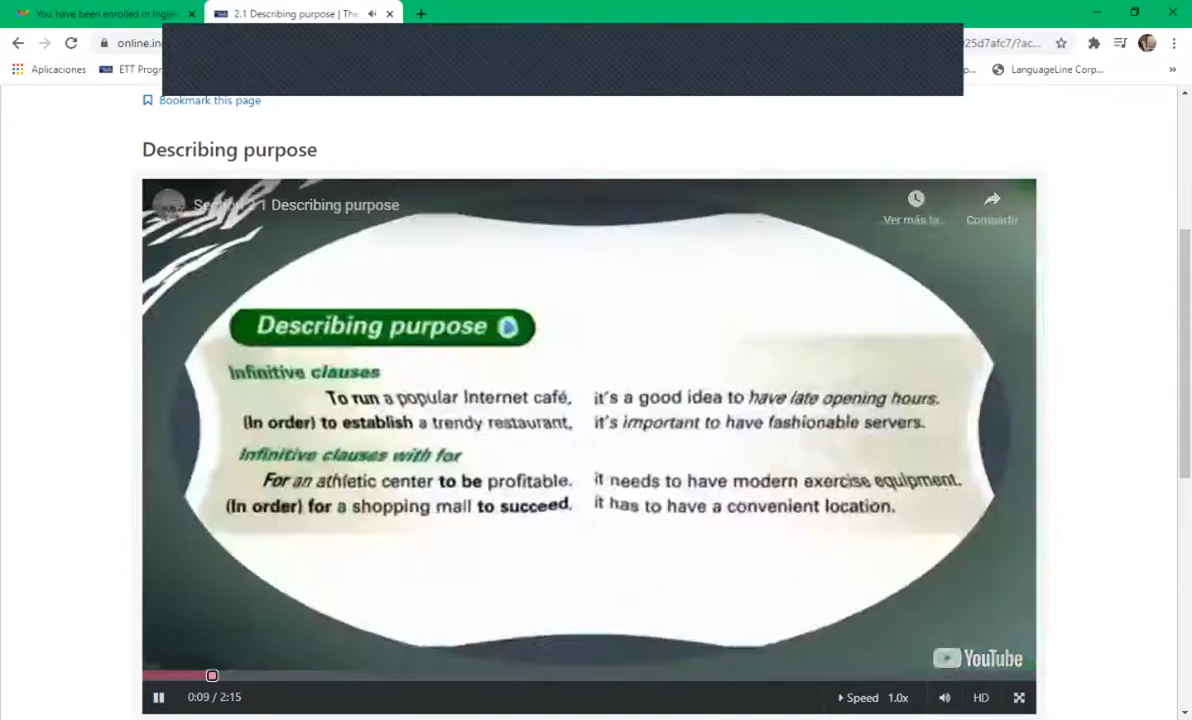 You have been enrolled in Ingle
2.1 Describing purpose | The
online.in
25d7afc7/?ac...
Aplicaciones
ETT Progr
p...
LanguageLine Corp...
Bookmark this page
Describing purpose
Section 2.1 Describing purpose
Ver más ta...
Compartir
Describing purpose
Infinitive clauses
To run a popular Internet café, it's a good idea to have late opening hours.
(In order) to establish a trendy restaurant, it's important to have fashionable servers.
Infinitive clauses with for
For an athletic center to be profitable, it needs to have modern exercise equipment.
(In order) for a shopping mall to succeed, it has to have a convenient location.
YouTube
0:09 / 2:15
Speed 1.0x
HD